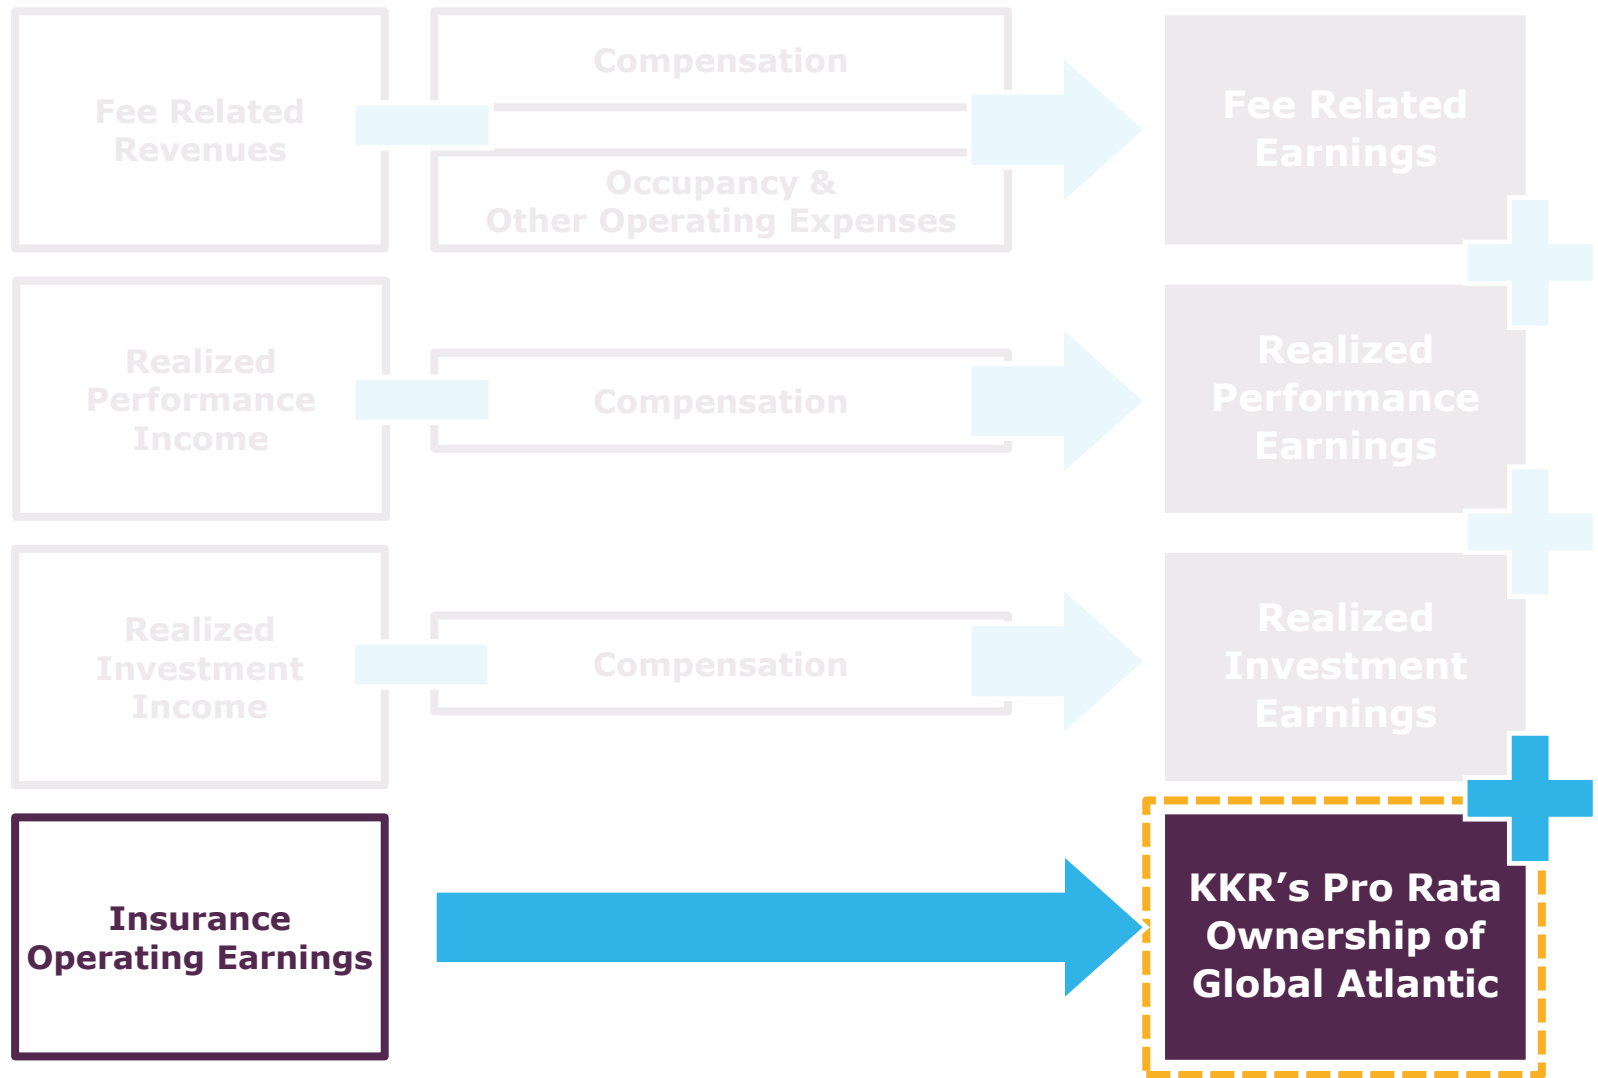 Fee Related
Revenues
Compensation
Occupancy &
Other Operating Expenses
Fee Related
Earnings
Realized
Performance
Income
Compensation
Realized
Performance
Earnings
Realized
Investment
Income
Compensation
Realized
Investment
Earnings
Insurance
Operating Earnings
KKR’s Pro Rata
Ownership of
Global Atlantic